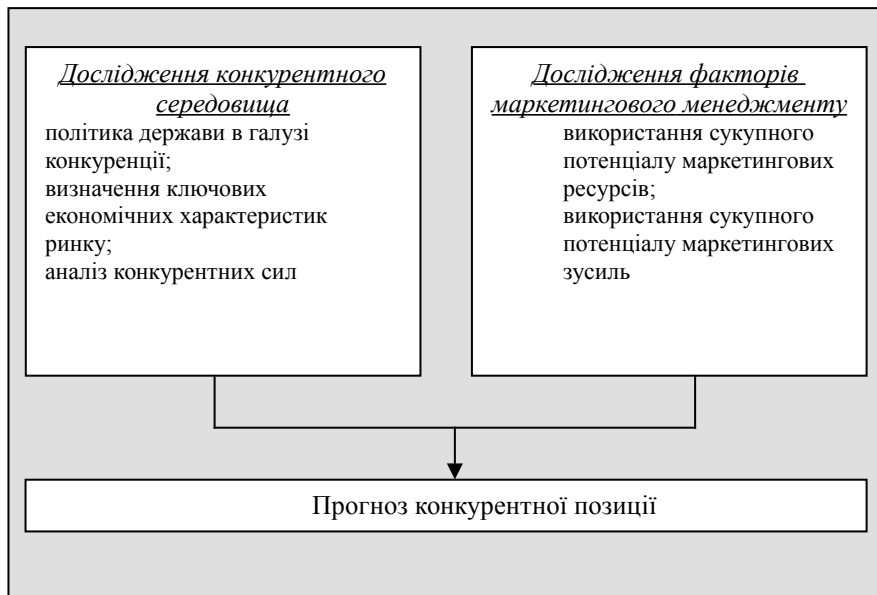 Дослідження конкурентного
середовища
політика держави в галузі
конкуренції;
визначення ключових
економічних характеристик
ринку;
аналіз конкурентних сил
Дослідження факторів
маркетингового менеджменту
використання сукупного
потенціалу маркетингових
ресурсів;
використання сукупного
потенціалу маркетингових
зусиль
Прогноз конкурентної позиції